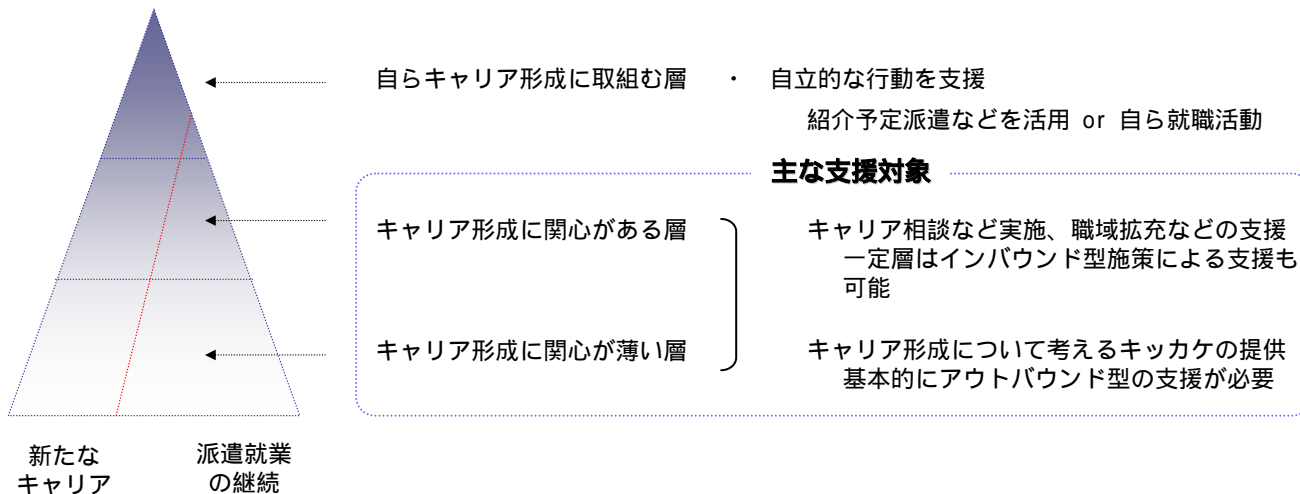 自らキャリア形成に取組む層 ・ 自立的な行動を支援
紹介予定派遣などを活用 or 自ら就職活動
主な支援対象
キャリア形成に関心がある層
キャリア相談など実施、職域拡充などの支援
一定層はインバウンド型施策による支援も
可能
キャリア形成に関心が薄い層
キャリア形成について考えるキッカケの提供
基本的にアウトバウンド型の支援が必要
新たな
キャリア
派遣就業
の継続